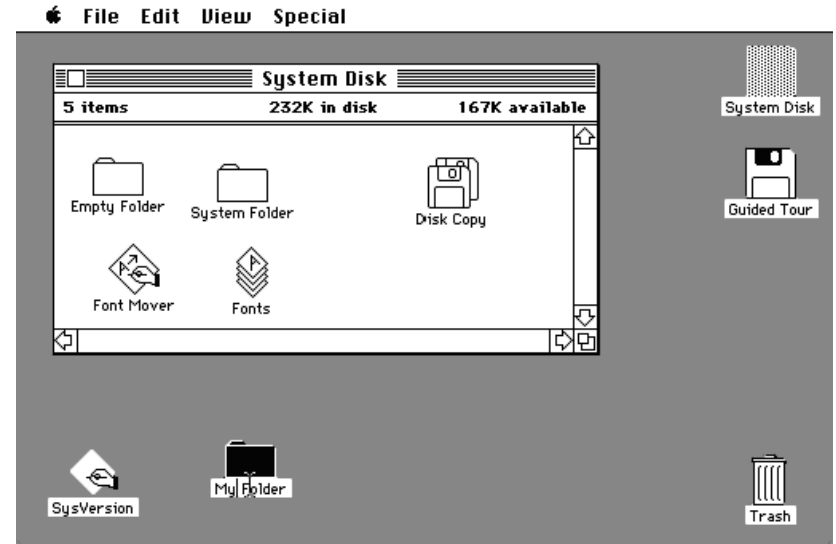 File Edit View Special
System Disk
5 items 232K in disk 167K available
Empty Folder
System Folder
Disk Copy
Font Mover
Fonts
System Disk
Guided Tour
SysVersion
My Folder
Trash